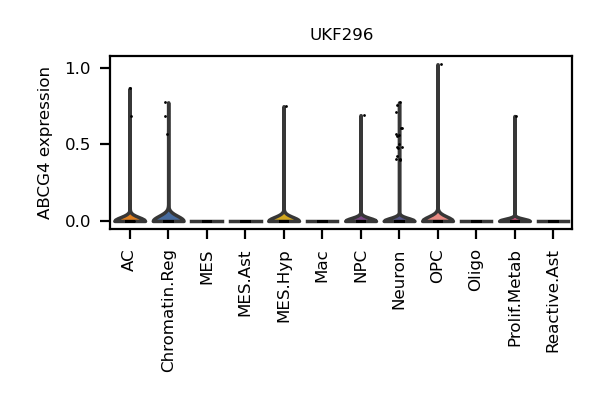 UKF296
ABCG4 expression
1.0
0.5
0.0
AC
Chromatin.Reg
MES
MES.Ast
MES.Hyp
Mac
NPC
Neuron
OPC
Oligo
Prolif.Metab
Reactive.Ast